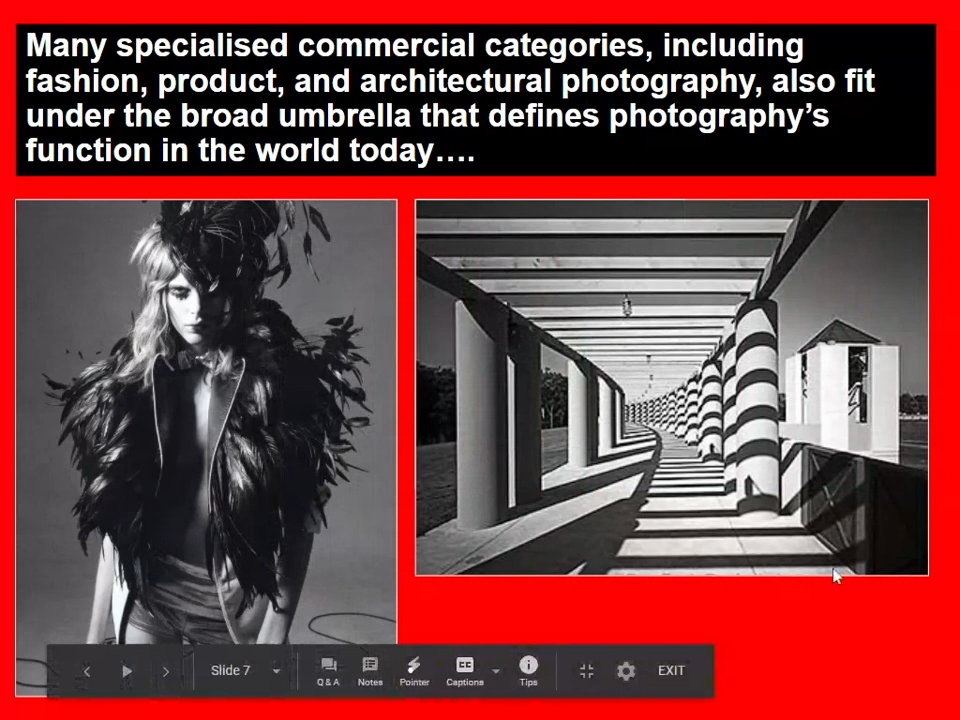 Many specialised commercial categories, including
fashion, product, and architectural photography, also fit
under the broad umbrella that defines photography’s
function in the world today….
Slide 7
Q & A
Notes
Pointer
CC
Captions
Tips
EXIT